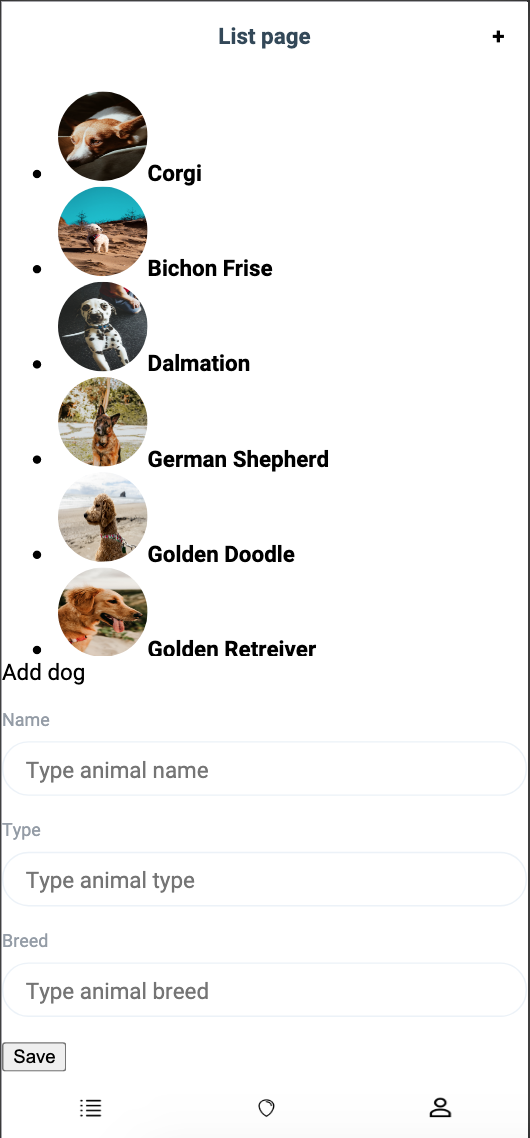 List page
+
Corgi
Bichon Frise
Dalmation
German Shepherd
Golden Doodle
Golden Retreiver
Add dog
Name
Type animal name
Type
Type animal type
Breed
Type animal breed
Save